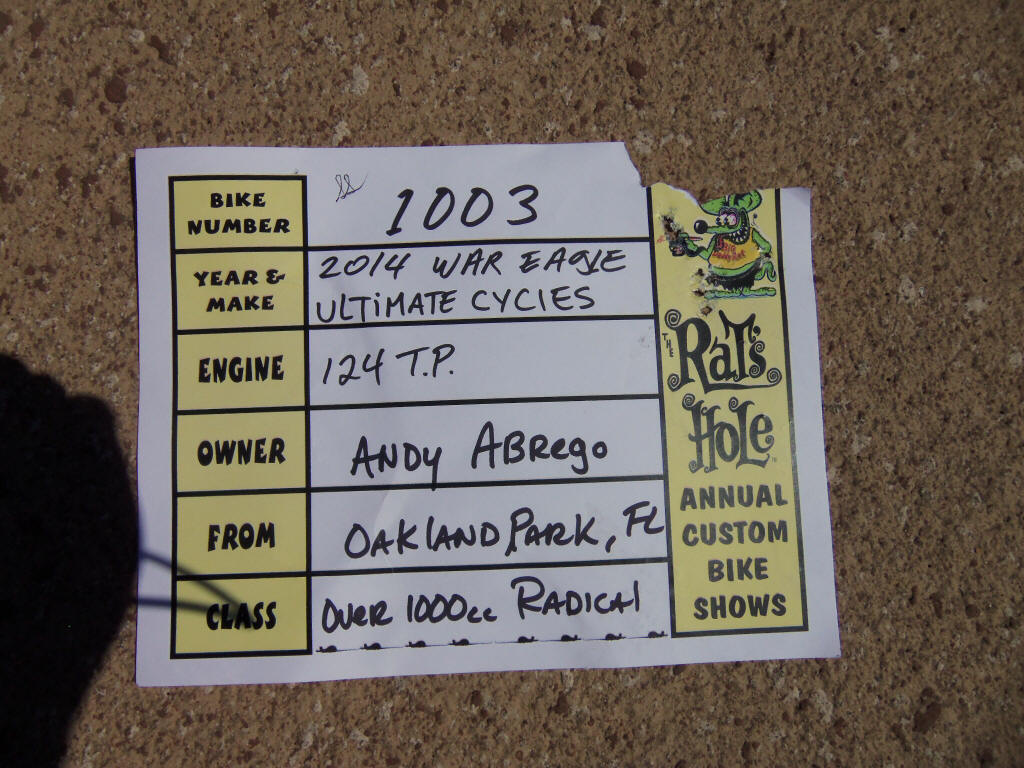 BIKE NUMBER 1003
YEAR & MAKE 2014 WAR EAGLE
ULTIMATE CYCLES
ENGINE 124 T.P.
OWNER ANDY ABREGO
FROM OAKLAND PARK, FL
CLASS OVER 1000cc RADICAL
THE RAT'S
HOLE
ANNUAL
CUSTOM
BIKE
SHOWS